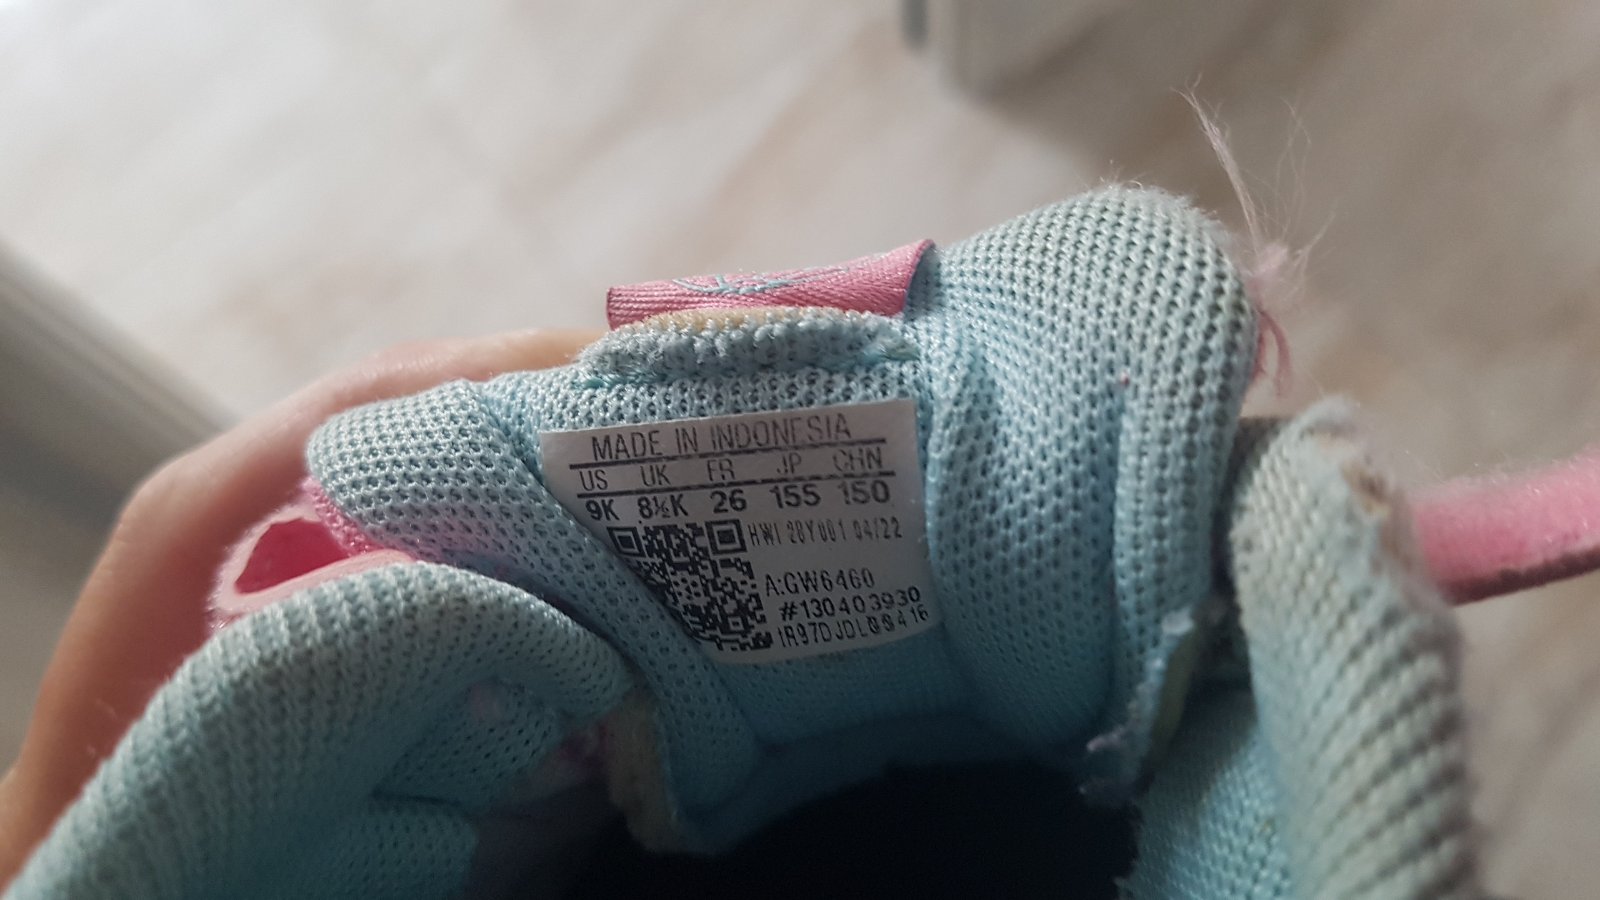 MADE IN INDONESIA
US UK FR JP CHN
9K 8½K 26 155 150
HWI 28Y001 04/22
A:GW6460
#130403930